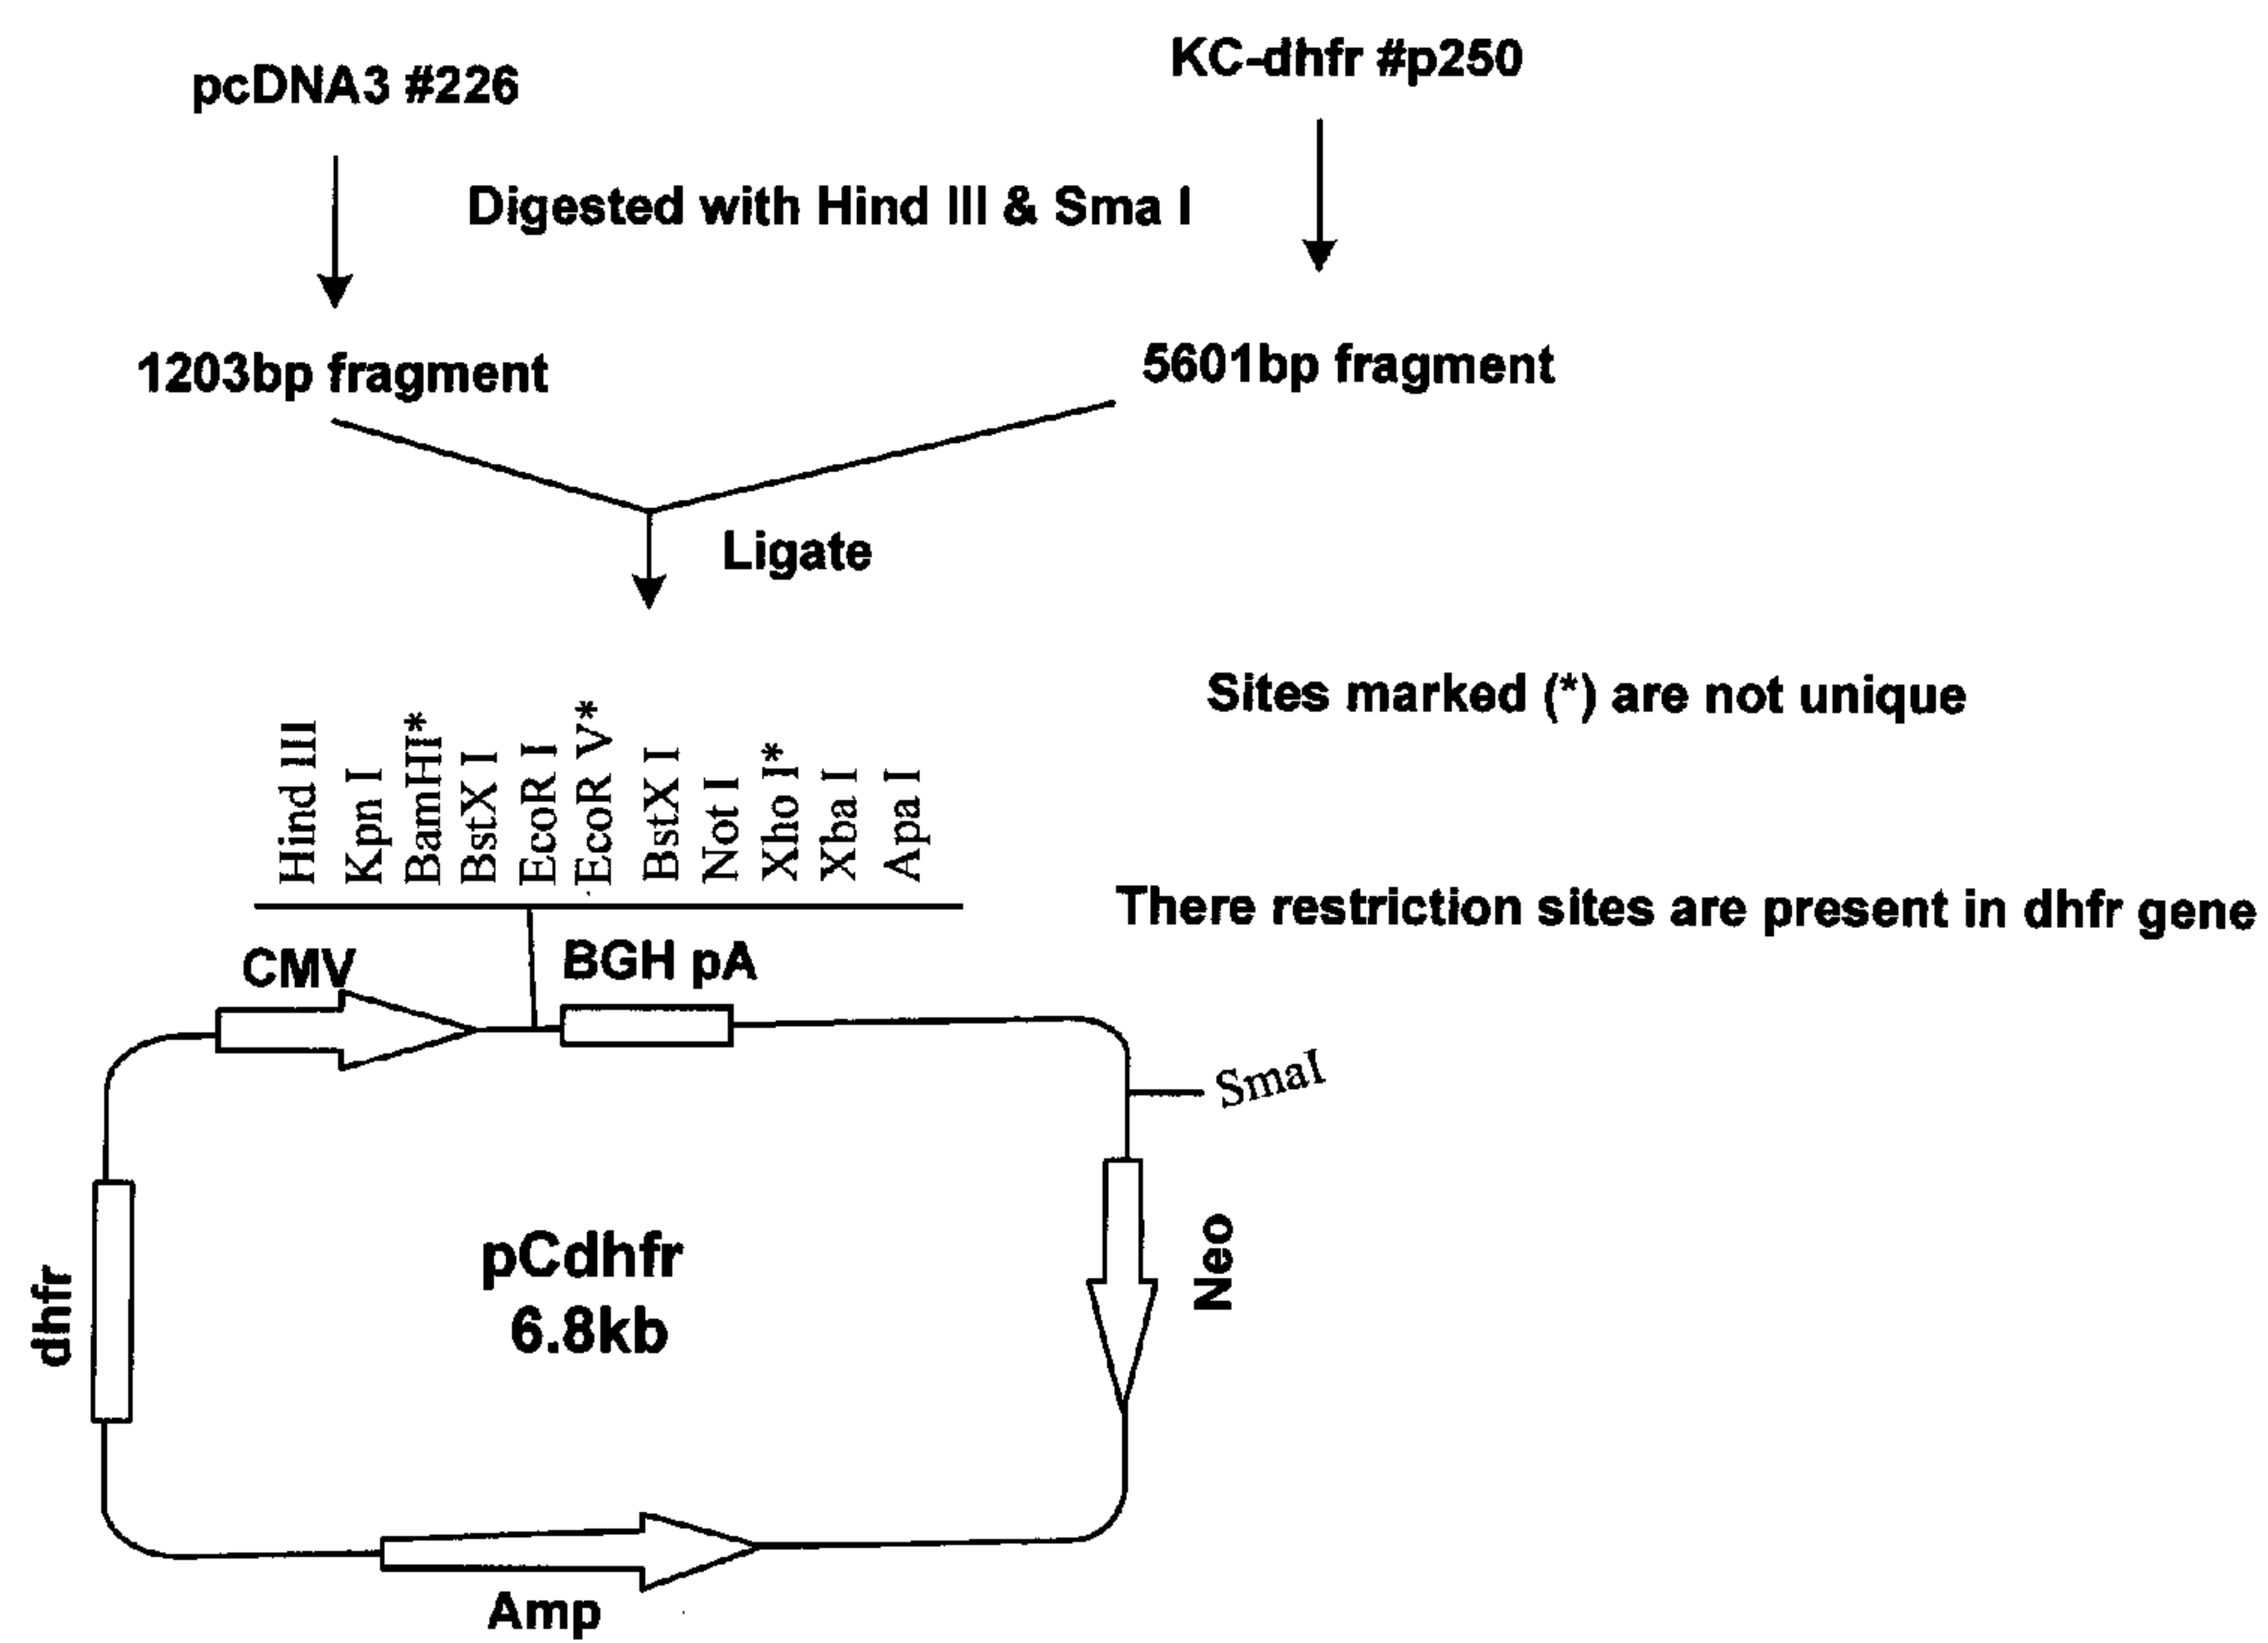 pcDNA3 #226
KC-dhfr #p250
Digested with Hind III & Sma I
1203bp fragment
5601bp fragment
Ligate
Sites marked (*) are not unique
Hind III
Kpn I
BamHI*
BstX I
EcoR I
EcoR V*
BstX I
Not I
Xho I*
Xba I
Apa I
There restriction sites are present in dhfr gene
CMV
BGH pA
SmaI
Neo
dhfr
pCdhfr
6.8kb
Amp